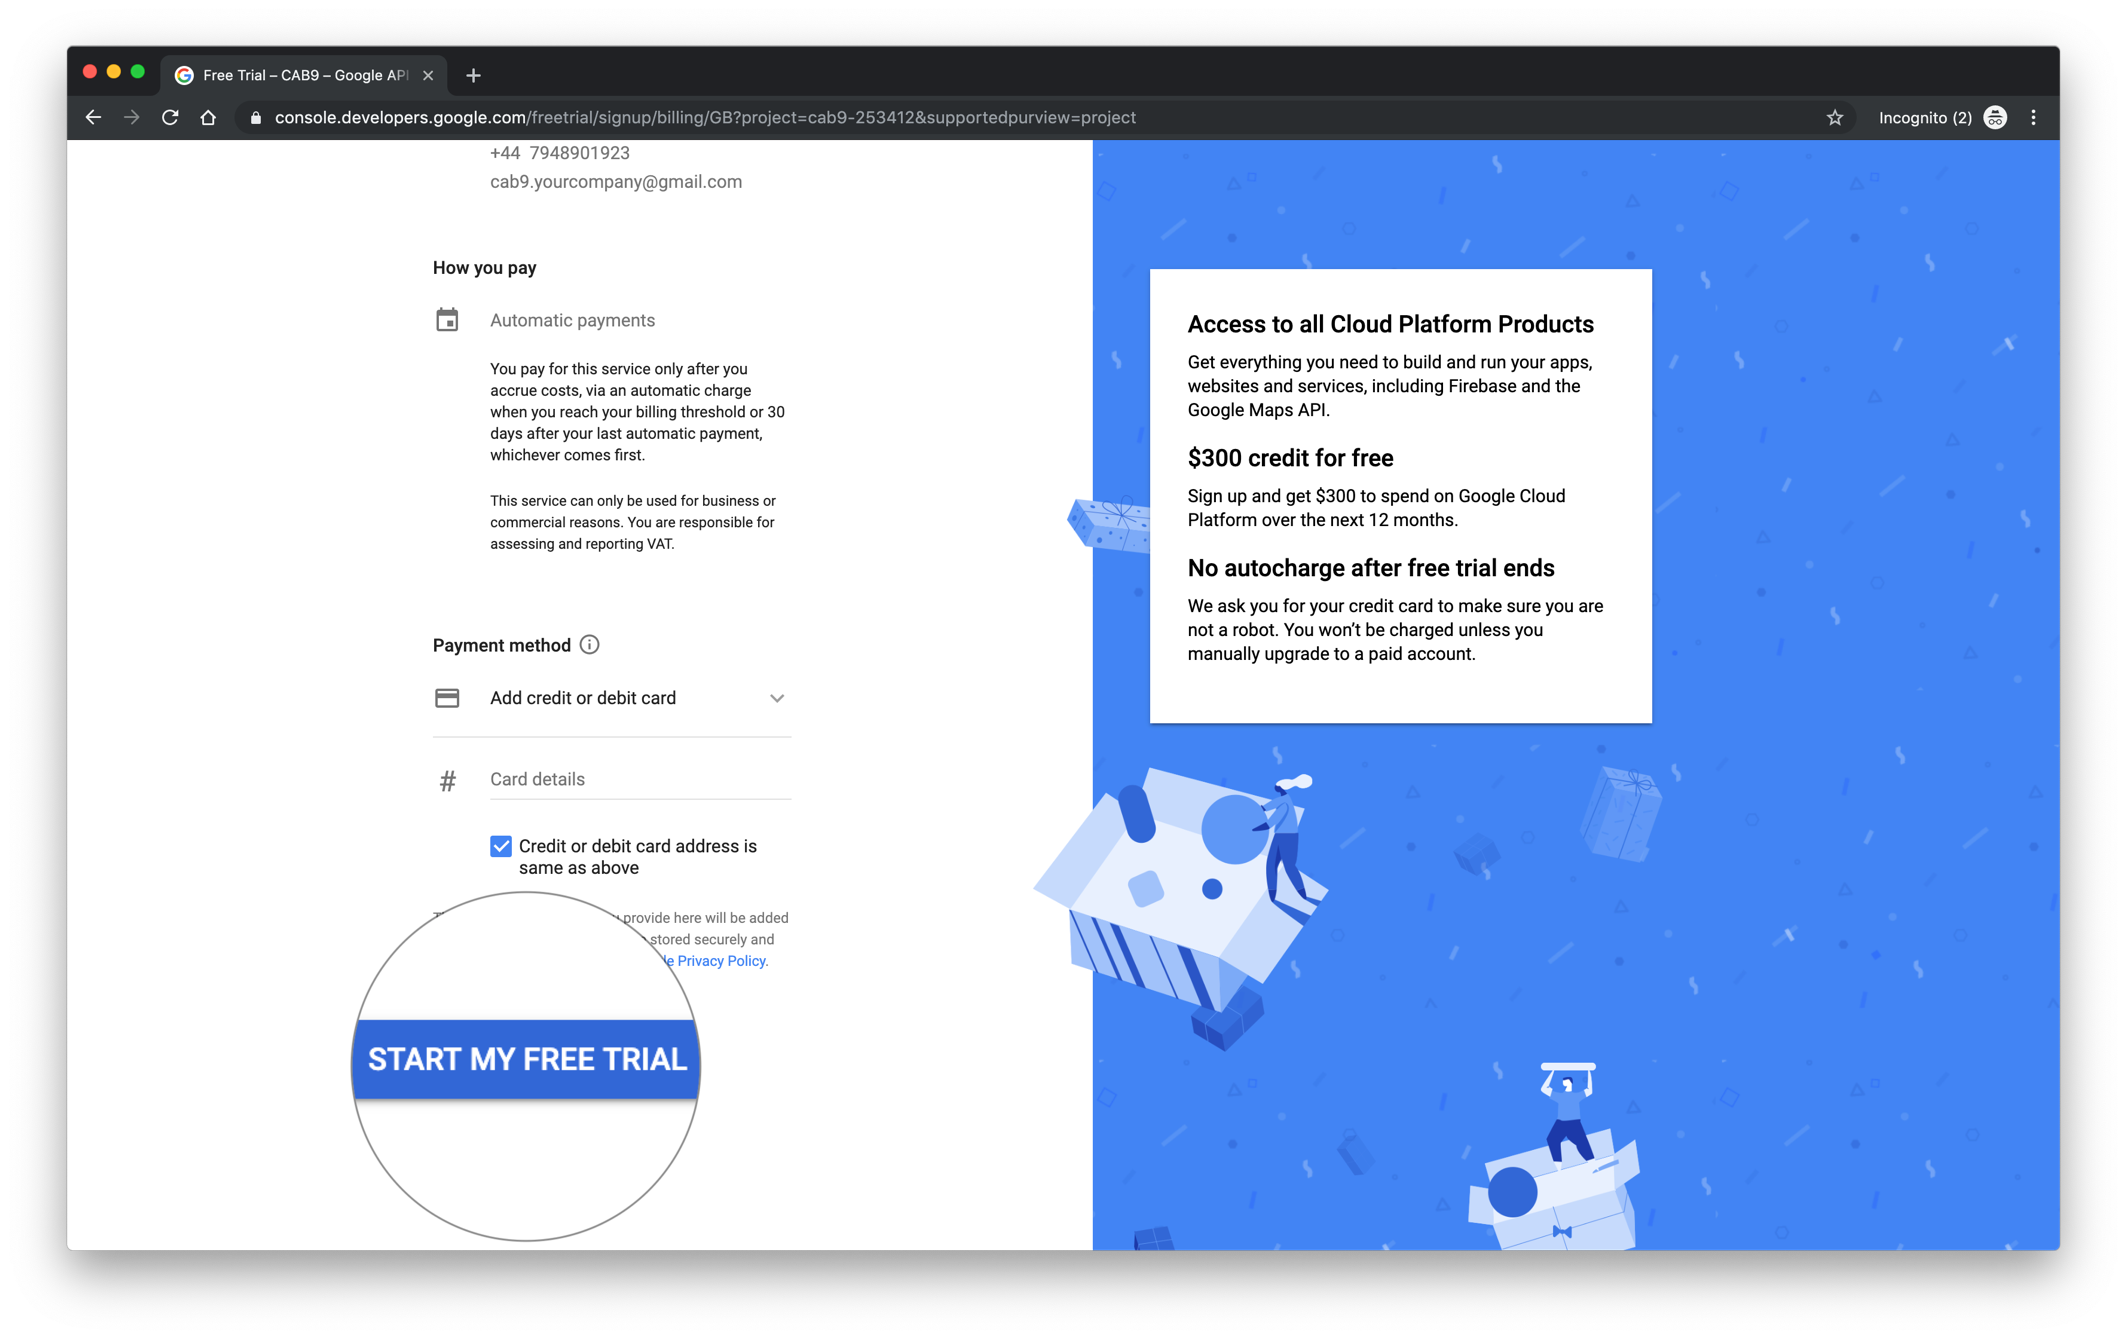 Free Trial – CAB9 – Google API
console.developers.google.com/freetrial/signup/billing/GB?project=cab9-253412&supportedpurview=project
Incognito (2)
+44 7948901923
cab9.yourcompany@gmail.com
How you pay
Automatic payments
You pay for this service only after you
accrue costs, via an automatic charge
when you reach your billing threshold or 30
days after your last automatic payment,
whichever comes first.
This service can only be used for business or
commercial reasons. You are responsible for
assessing and reporting VAT.
Payment method
Add credit or debit card
# Card details
Credit or debit card address is
same as above
provide here will be added
stored securely and
Privacy Policy.
START MY FREE TRIAL
Access to all Cloud Platform Products
Get everything you need to build and run your apps,
websites and services, including Firebase and the
Google Maps API.
$300 credit for free
Sign up and get $300 to spend on Google Cloud
Platform over the next 12 months.
No autocharge after free trial ends
We ask you for your credit card to make sure you are
not a robot. You won’t be charged unless you
manually upgrade to a paid account.